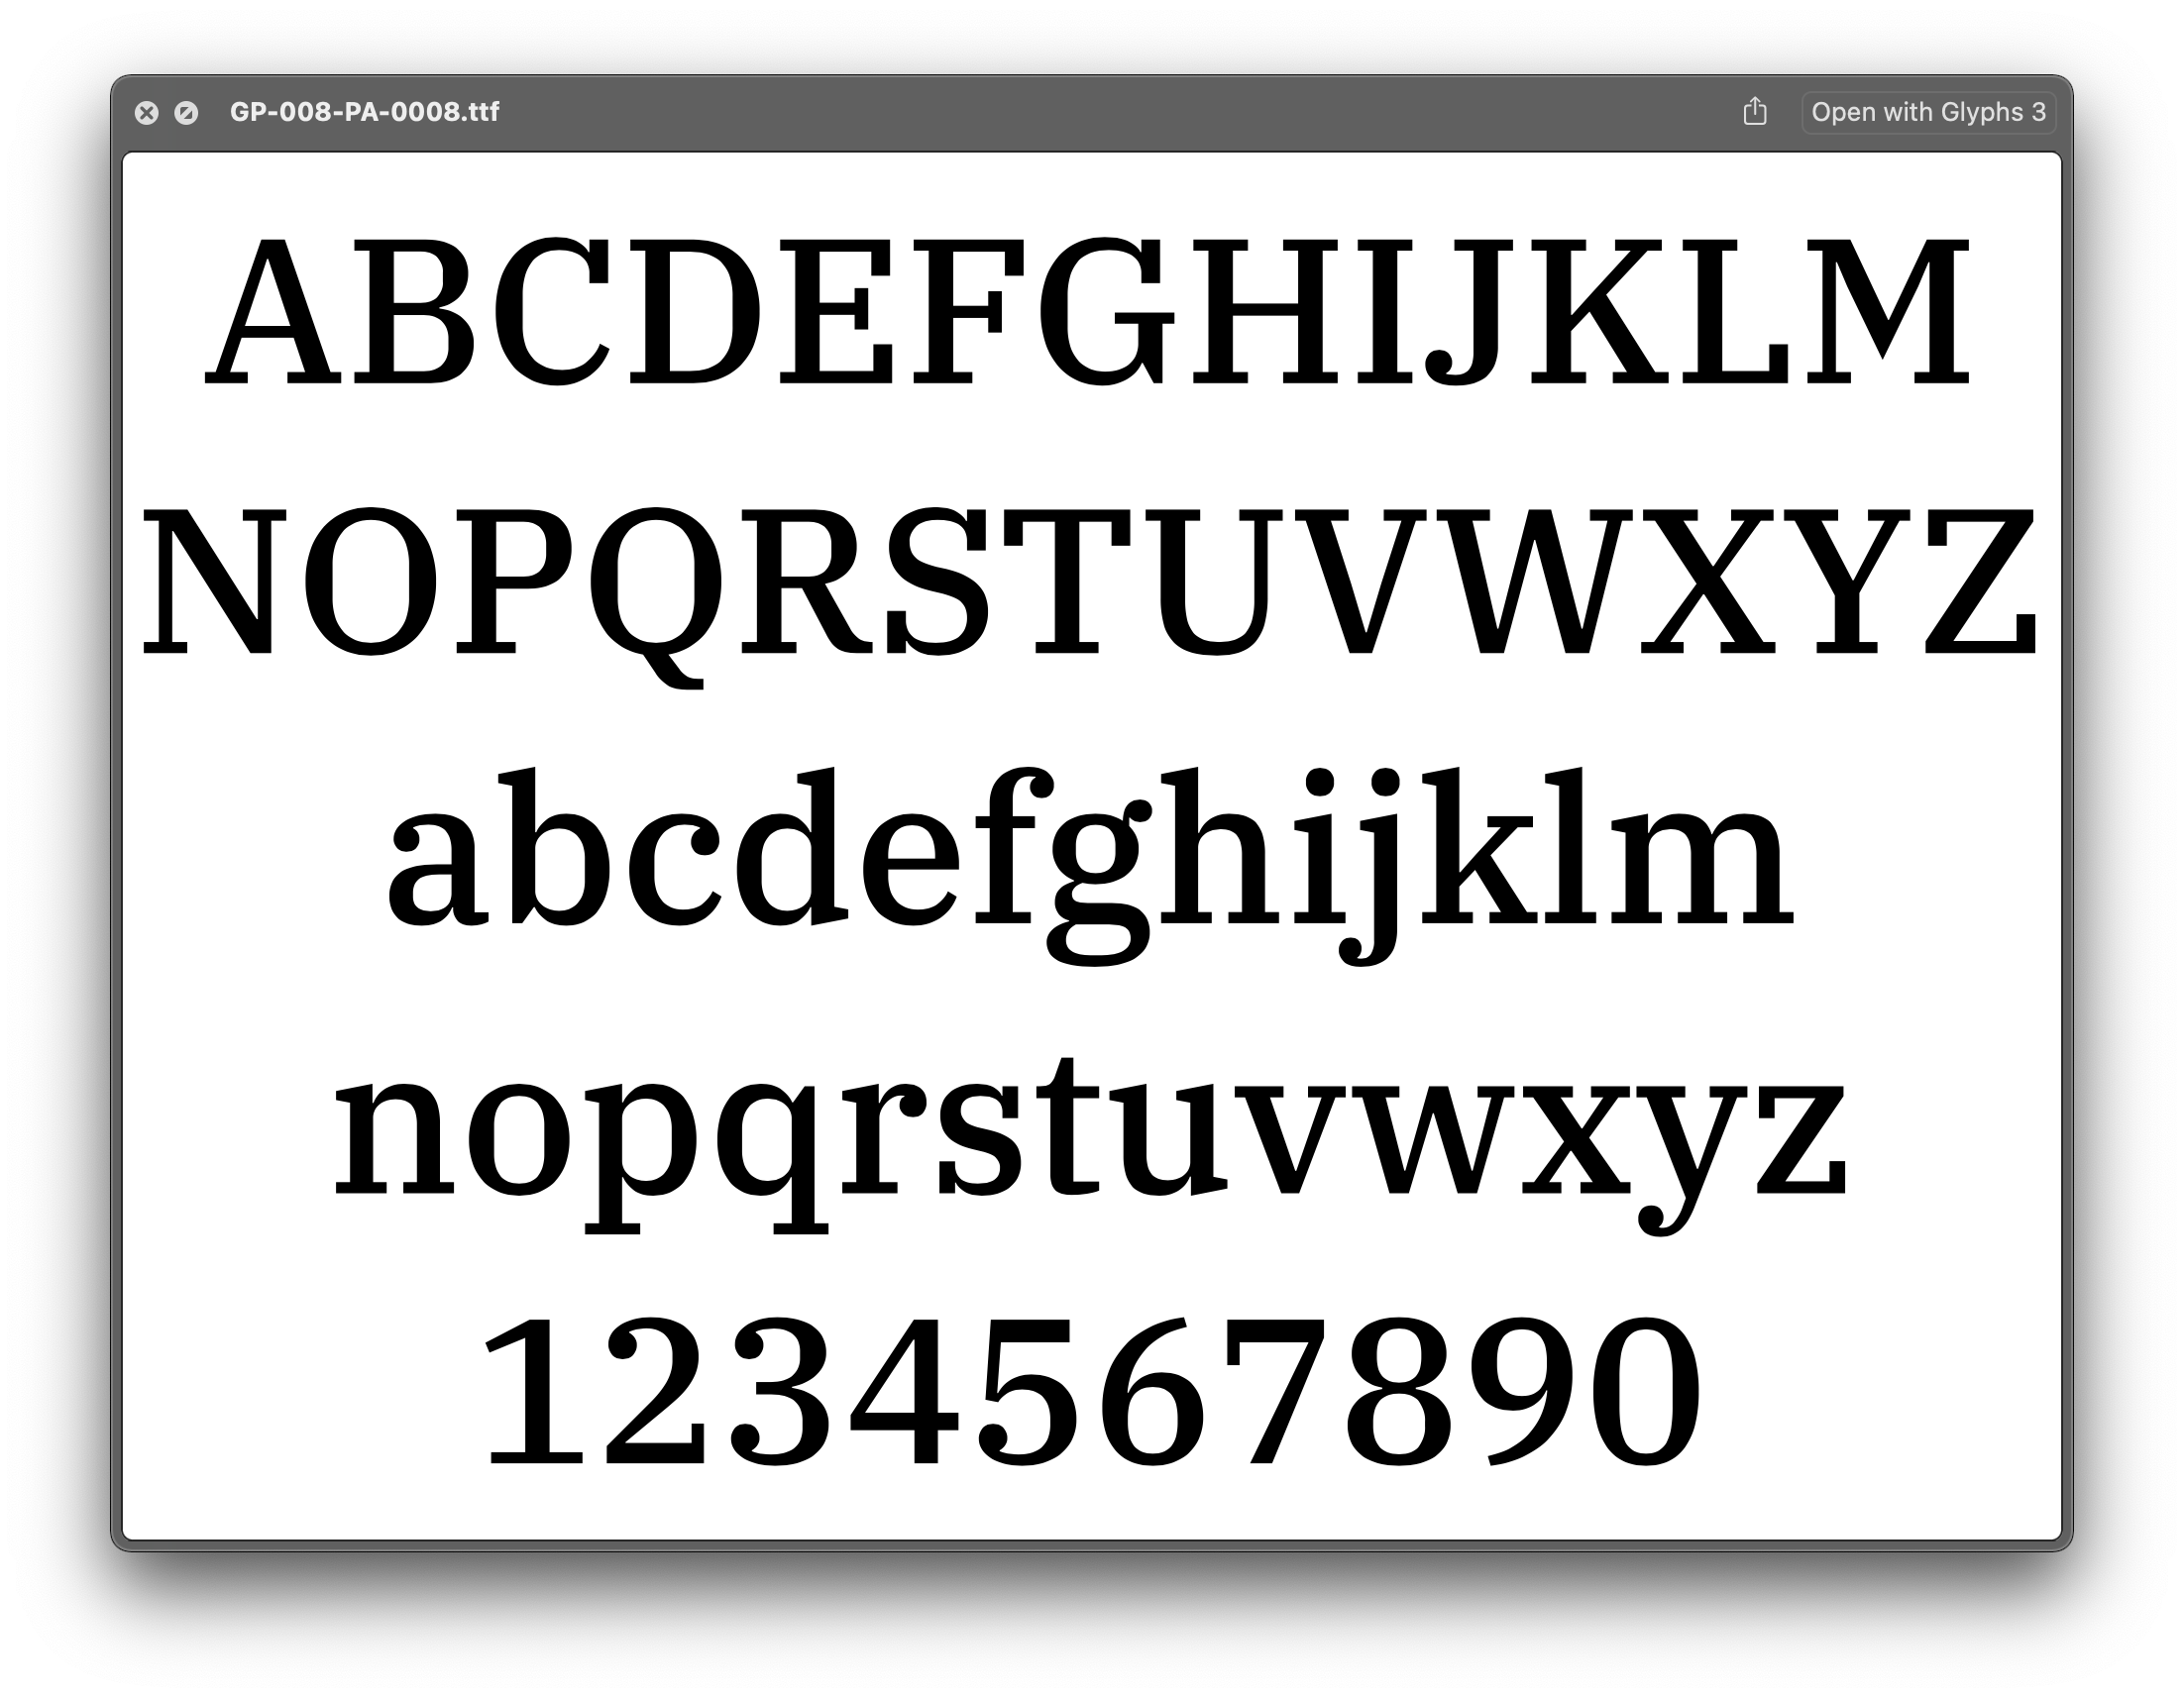 GP-008-PA-0008.ttf Open with Glyphs 3
ABCDEFGHIJKLM
NOPQRSTUVWXYZ
abcdefghijklm
nopqrstuvwxyz
1234567890